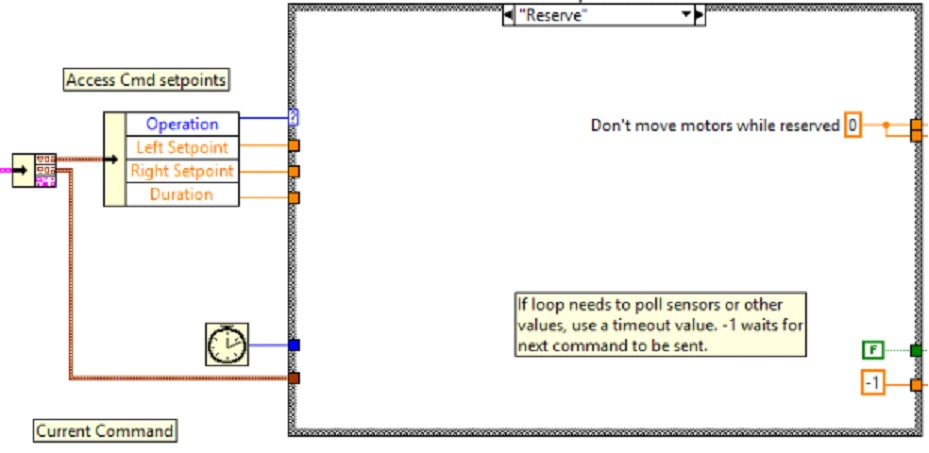 "Reserve"
Access Cmd setpoints
Operation
Left Setpoint
Right Setpoint
Duration
Don't move motors while reserved 0
If loop needs to poll sensors or other
values, use a timeout value. -1 waits for
next command to be sent.
F
-1
Current Command